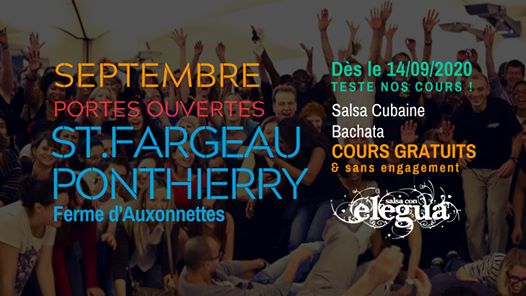 SEPTEMBRE
PORTES OUVERTES
ST.FARGEAU
PONTHIERRY
Ferme d'Auxonnettes
Dès le 14/09/2020
TESTE NOS COURS !
Salsa Cubaine
Bachata
COURS GRATUITS
& sans engagement
salsa con
elegua